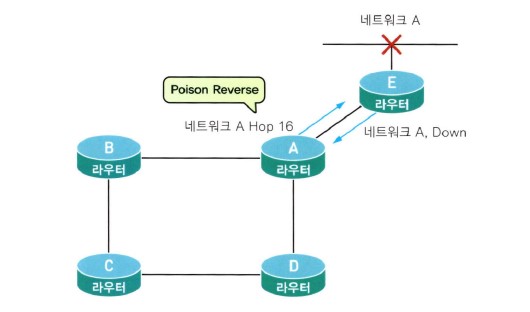 네트워크 A
E
라우터
Poison Reverse
네트워크 A Hop 16
네트워크 A, Down
B
라우터
A
라우터
C
라우터
D
라우터